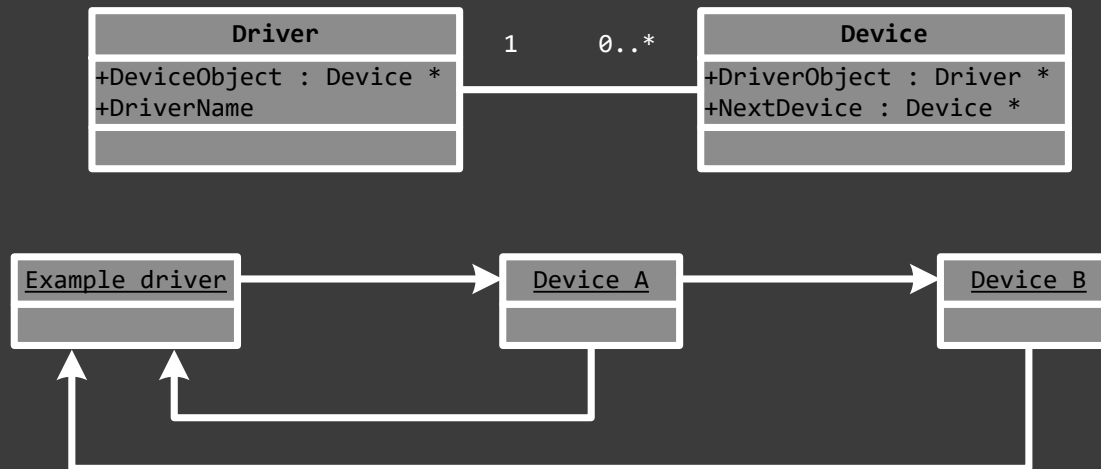 Driver
1 0..*
Device
+DeviceObject : Device *
+DriverName
+DriverObject : Driver *
+NextDevice : Device *
Example driver
Device A
Device B